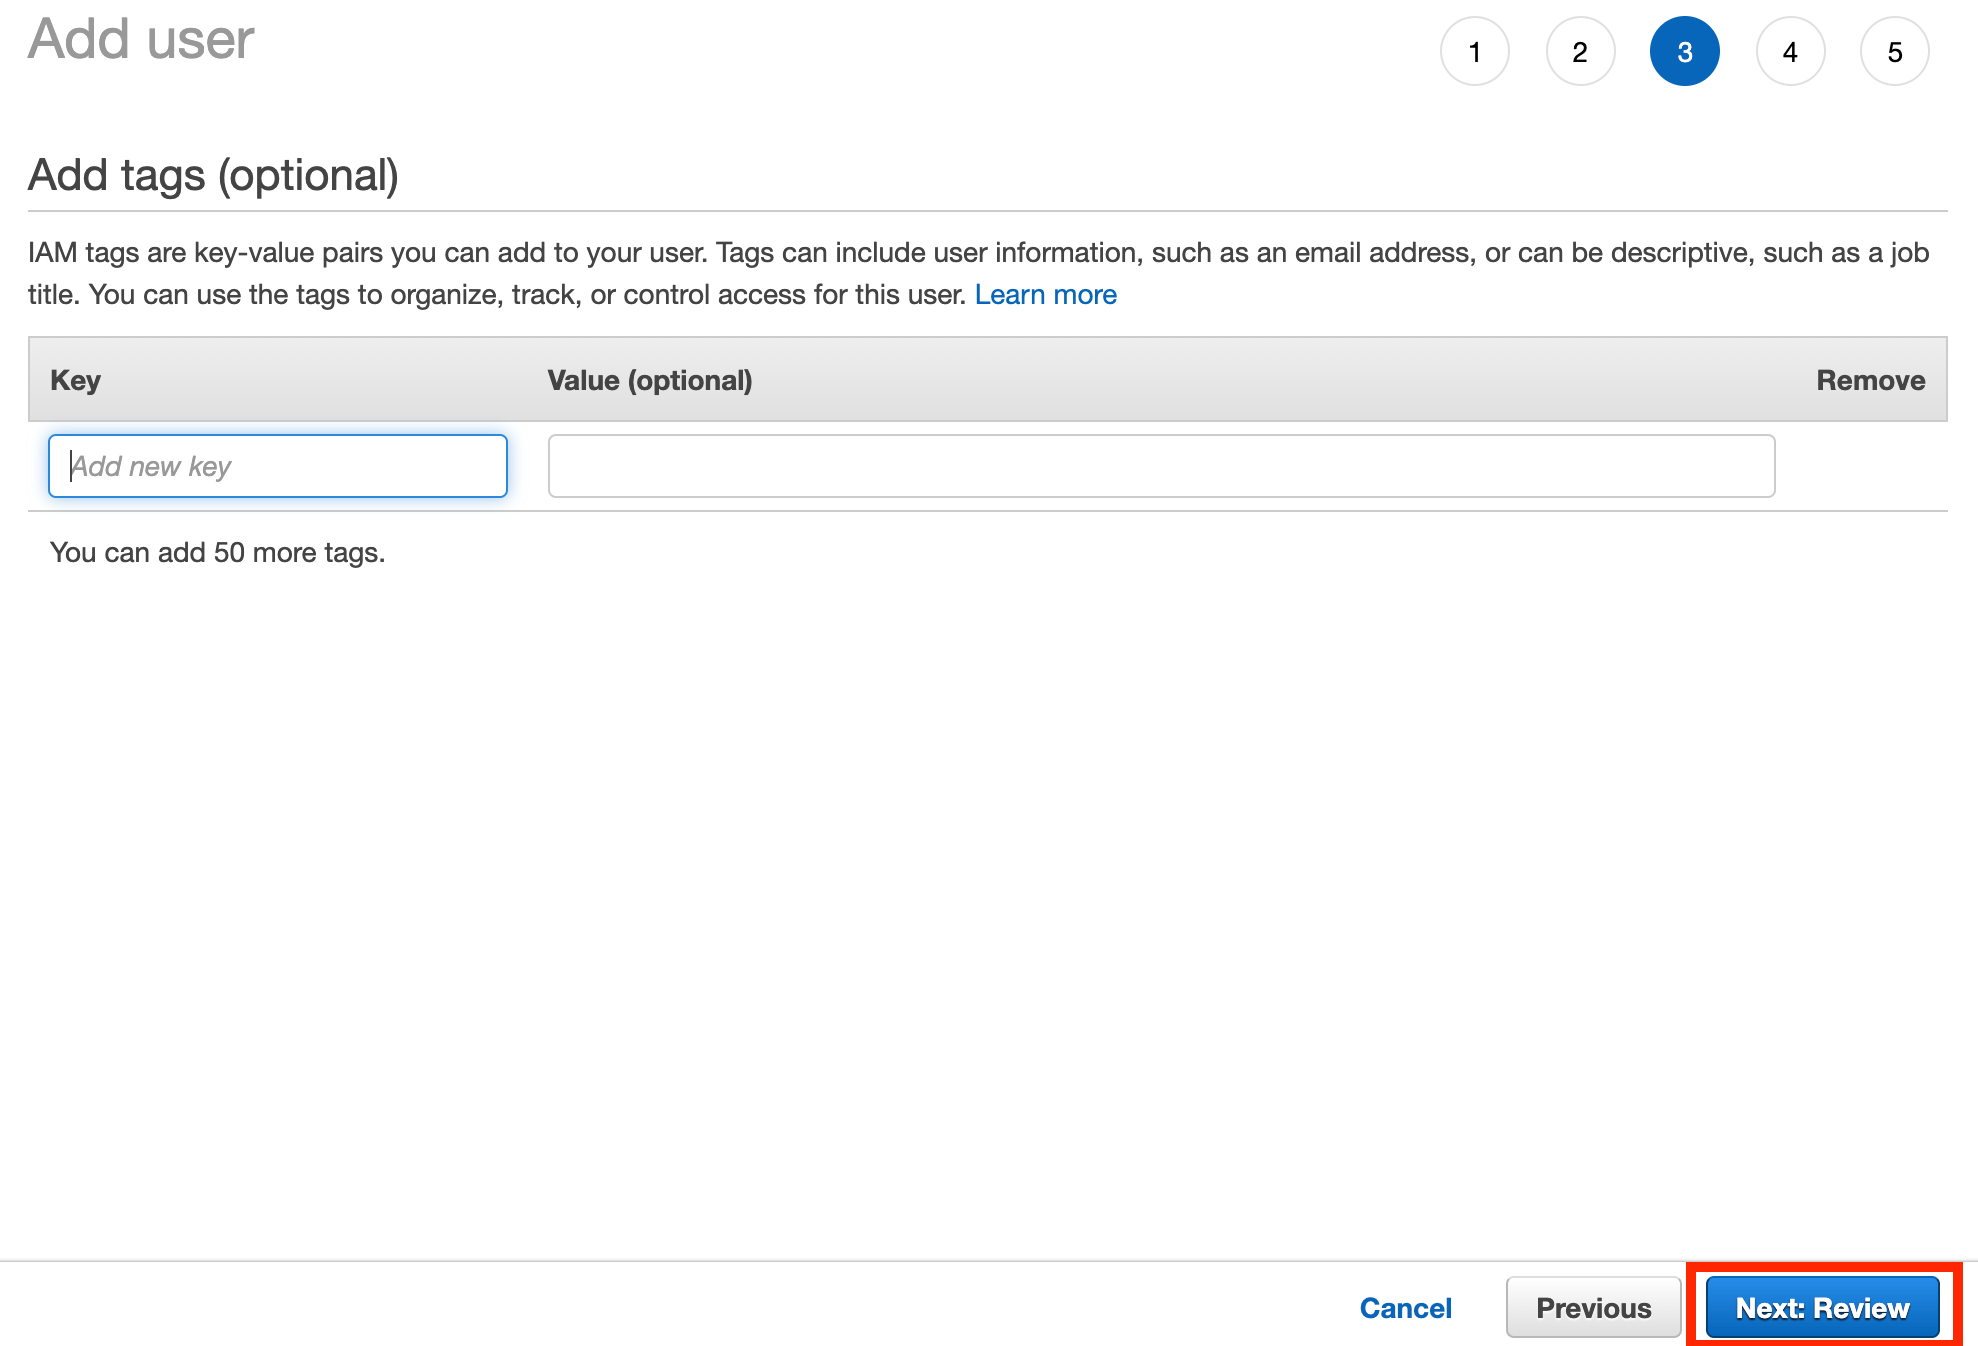 Add user
1 2 3 4 5
Add tags (optional)
IAM tags are key-value pairs you can add to your user. Tags can include user information, such as an email address, or can be descriptive, such as a job
title. You can use the tags to organize, track, or control access for this user. Learn more
Key Value (optional) Remove
Add new key
You can add 50 more tags.
Cancel Previous Next: Review